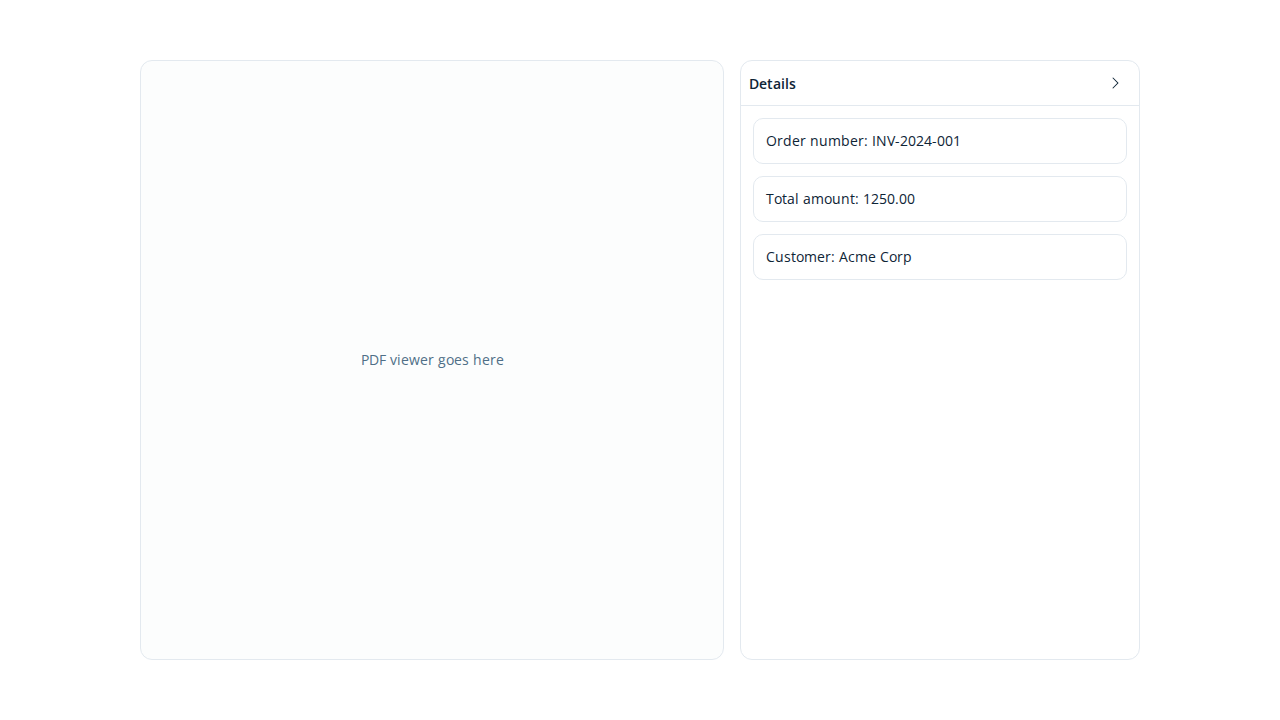 Details
Order number: INV-2024-001
Total amount: 1250.00
Customer: Acme Corp
PDF viewer goes here